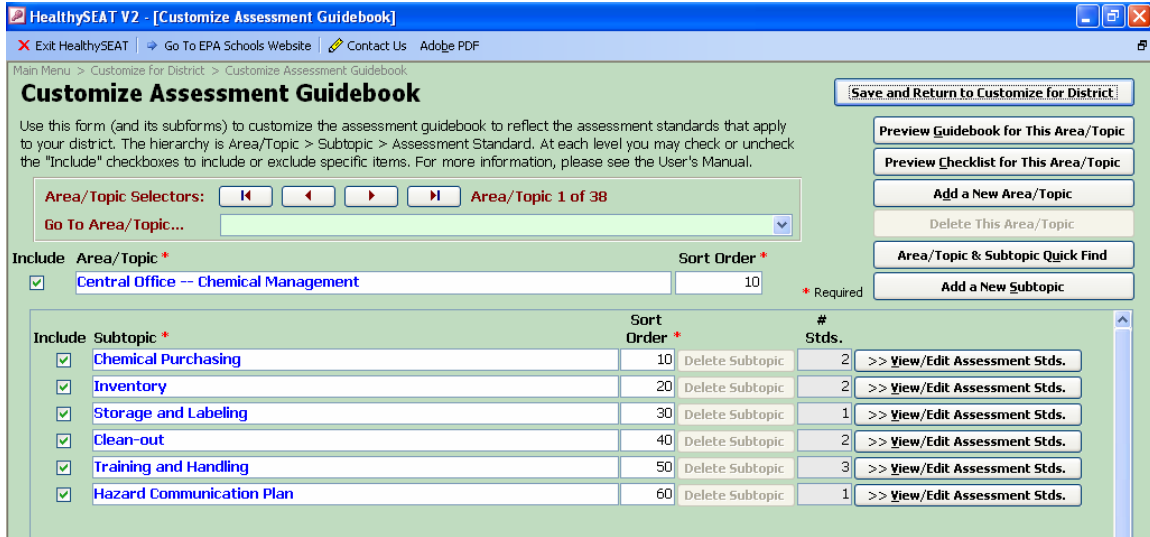 HealthySEAT V2 - [Customize Assessment Guidebook]
Exit HealthySEAT Go To EPA Schools Website Contact Us Adobe PDF
Main Menu > Customize for District > Customize Assessment Guidebook
Customize Assessment Guidebook
Save and Return to Customize for District
Use this form (and its subforms) to customize the assessment guidebook to reflect the assessment standards that apply
to your district. The hierarchy is Area/Topic > Subtopic > Assessment Standard. At each level you may check or uncheck
the "Include" checkboxes to include or exclude specific items. For more information, please see the User's Manual.
Preview Guidebook for This Area/Topic
Preview Checklist for This Area/Topic
Add a New Area/Topic
Delete This Area/Topic
Area/Topic & Subtopic Quick Find
Add a New Subtopic
Area/Topic Selectors: Area/Topic 1 of 38
Go To Area/Topic...
Include Area/Topic * Sort Order *
Central Office -- Chemical Management 10
* Required
Include Subtopic * Sort Order * # Stds.
Chemical Purchasing 10 Delete Subtopic 2 >> View/Edit Assessment Stds.
Inventory 20 Delete Subtopic 2 >> View/Edit Assessment Stds.
Storage and Labeling 30 Delete Subtopic 1 >> View/Edit Assessment Stds.
Clean-out 40 Delete Subtopic 2 >> View/Edit Assessment Stds.
Training and Handling 50 Delete Subtopic 3 >> View/Edit Assessment Stds.
Hazard Communication Plan 60 Delete Subtopic 1 >> View/Edit Assessment Stds.